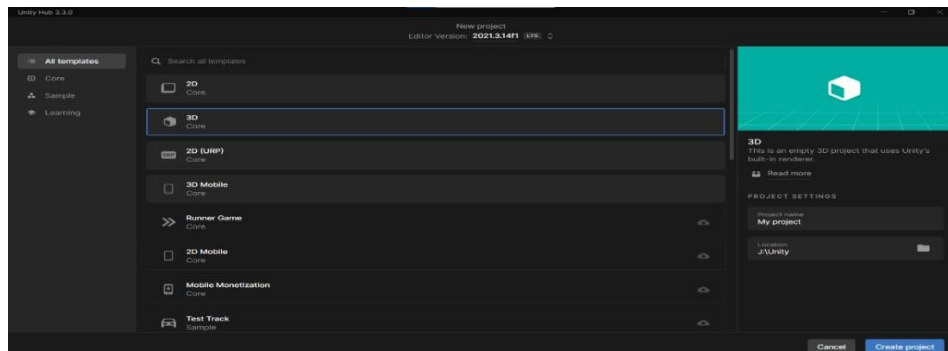 Unity Hub 3.3.0
New project
Editor Version: 2021.3.14f1 LTS
All templates
Core
Sample
Learning
Search all templates
2D
Core
3D
Core
2D (URP)
Core
3D Mobile
Core
Runner Game
Core
2D Mobile
Core
Mobile Monetization
Core
Test Track
Sample
3D
This is an empty 3D project that uses Unity's
built-in renderer.
Read more
PROJECT SETTINGS
Project name
My project
Location
J:\Unity
Cancel
Create project